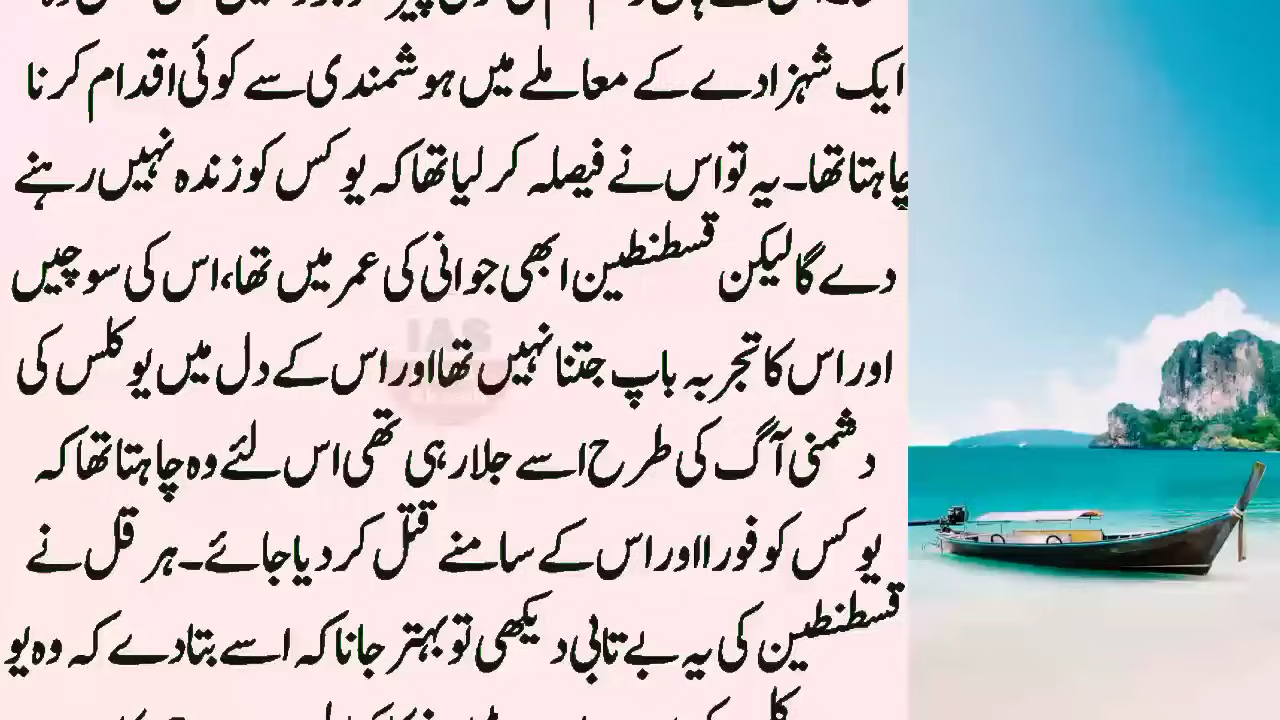 ایک شہزادے کے معاملے میں ہوشمندی سے کوئی اقدام کرنا
چاہتا تھا۔ یہ تو اس نے فیصلہ کر لیا تھا کہ یوکس کو زندہ نہیں رہنے
دے گا لیکن قسطنطین ابھی جوانی کی عمر میں تھا، اس کی سوچیں
اور اس کا تجربہ باپ جتنا نہیں تھا اور اس کے دل میں یوکلس کی
دشمنی آگ کی طرح اسے جلا رہی تھی اس لئے وہ چاہتا تھا کہ
یوکس کو فورا اور اس کے سامنے قتل کر دیا جائے۔ ہرقل نے
قسطنطین کی یہ بے تابی دیکھی تو بہتر جانا کہ اسے بتا دے کہ وہ یو
IAS